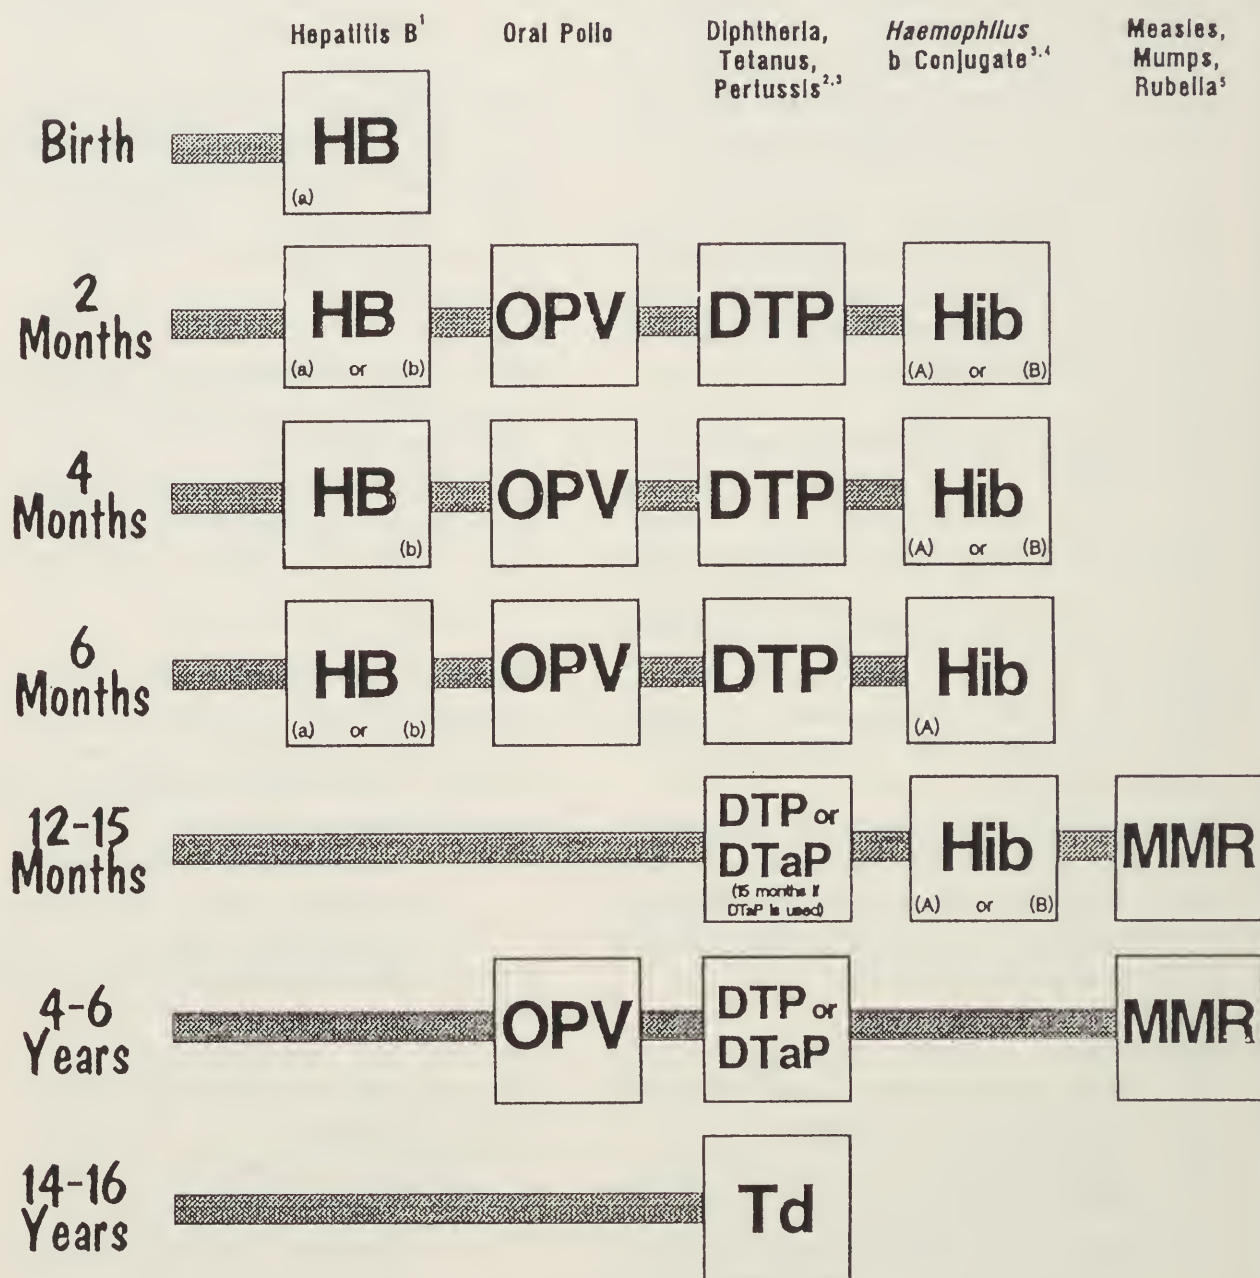 Hepatitis B¹
Oral Polio
Diphtheria,
Tetanus,
Pertussis²,³
Haemophilus
b Conjugate³,⁴
Measles,
Mumps,
Rubella⁵
Birth
HB
(a)
2
Months
HB
(a) or (b)
OPV
DTP
Hib
(A) or (B)
4
Months
HB
(b)
OPV
DTP
Hib
(A) or (B)
6
Months
HB
(a) or (b)
OPV
DTP
Hib
(A)
12-15
Months
DTP or
DTaP
(15 months if
DTaP is used)
Hib
(A) or (B)
MMR
4-6
Years
OPV
DTP or
DTaP
MMR
14-16
Years
Td